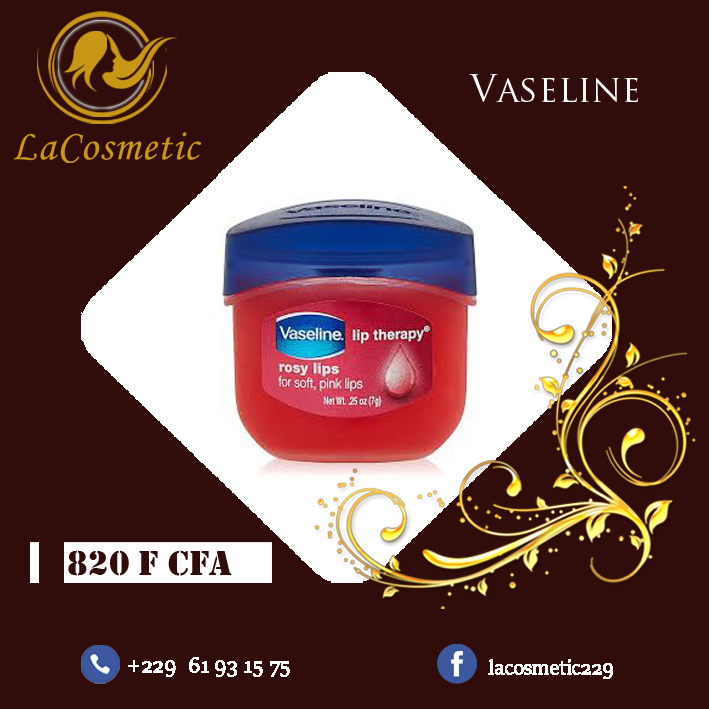 LaCosmetic
Vaseline
Vaseline
Vaseline. lip therapy®
rosy lips
for soft, pink lips
Net Wt. .25 oz (7g)
820 F CFA
+229 61 93 15 75
lacosmetic229